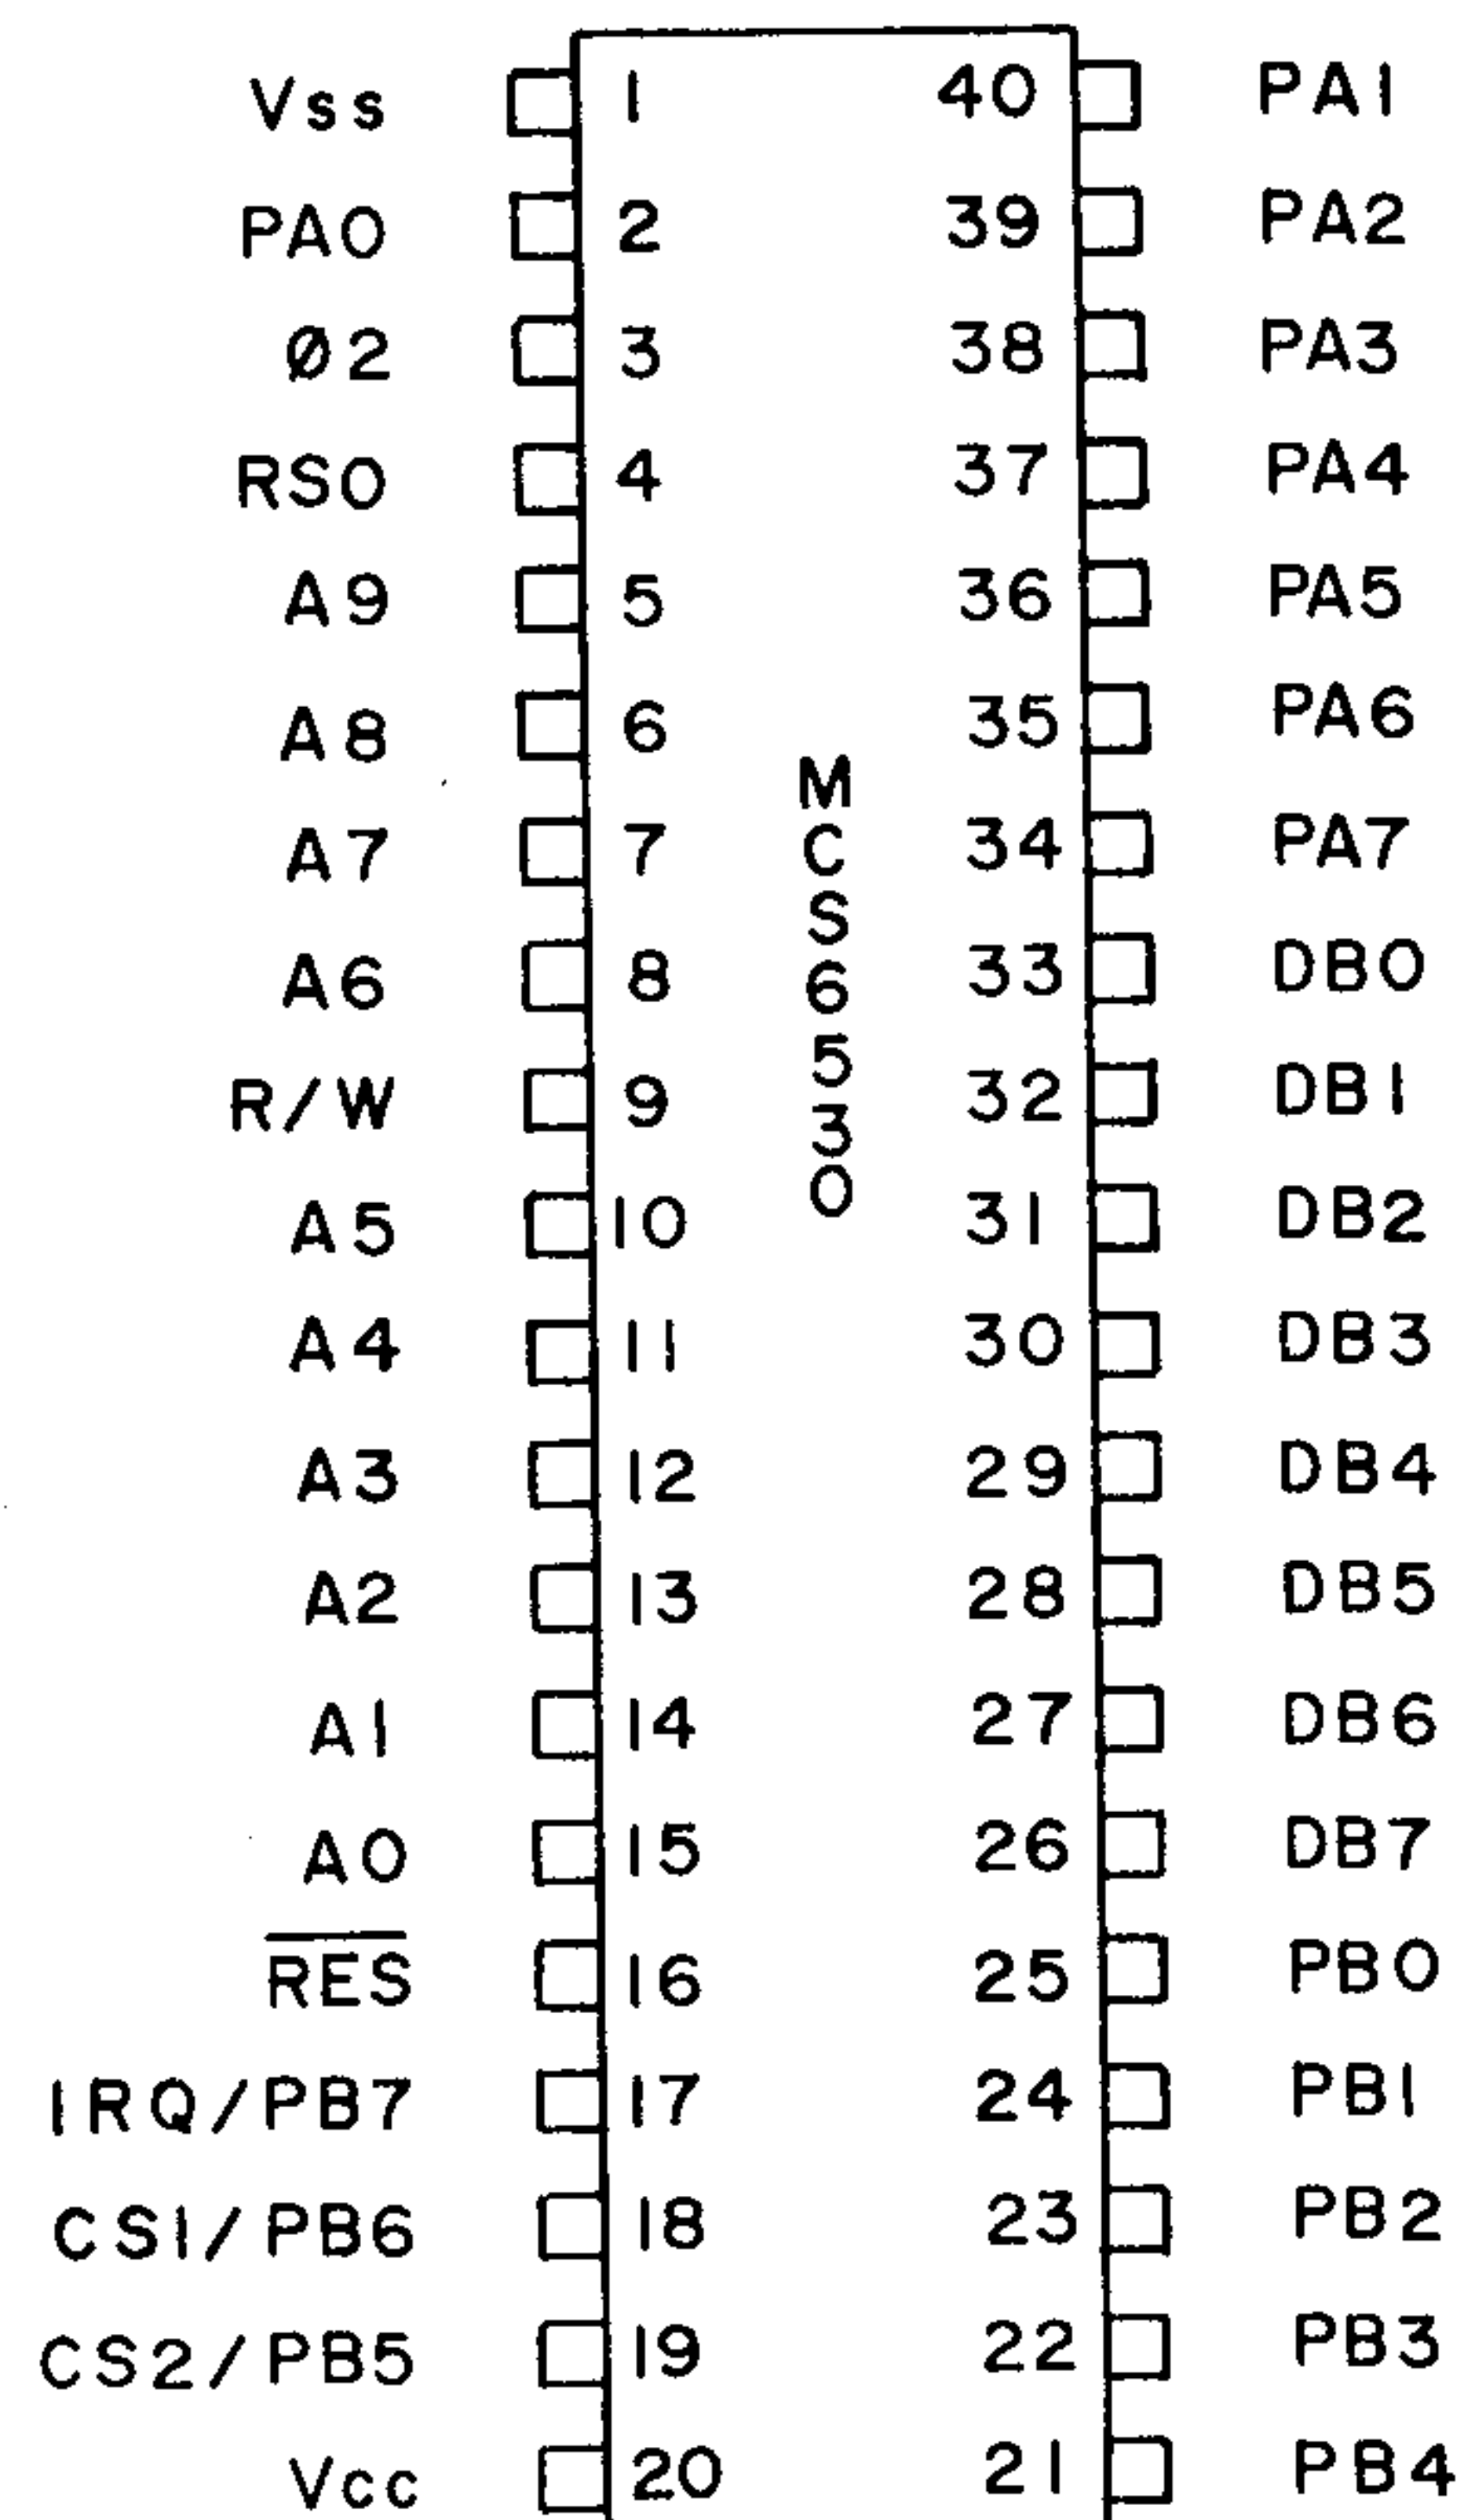 Vss 1 40 PA1
PA0 2 39 PA2
Ø2 3 38 PA3
RS0 4 37 PA4
A9 5 36 PA5
A8 6 35 PA6
A7 7 34 PA7
A6 8 33 DB0
R/W 9 32 DB1
A5 10 31 DB2
A4 11 30 DB3
A3 12 29 DB4
A2 13 28 DB5
A1 14 27 DB6
A0 15 26 DB7
R̅E̅S̅ 16 25 PB0
IRQ/PB7 17 24 PB1
CS1/PB6 18 23 PB2
CS2/PB5 19 22 PB3
Vcc 20 21 PB4
MCS6530